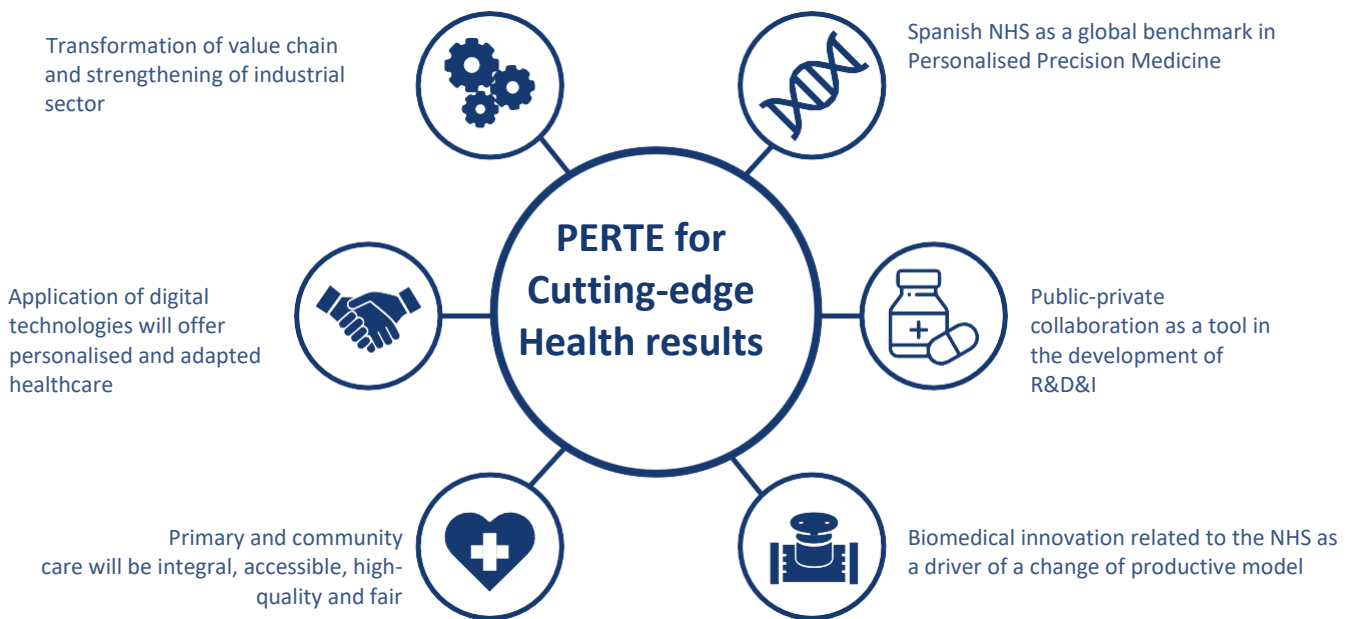 Transformation of value chain
and strengthening of industrial
sector
Spanish NHS as a global benchmark in
Personalised Precision Medicine
PERTE for
Cutting-edge
Health results
Application of digital
technologies will offer
personalised and adapted
healthcare
Public-private
collaboration as a tool in
the development of
R&D&I
Primary and community
care will be integral, accessible, high-
quality and fair
Biomedical innovation related to the NHS as
a driver of a change of productive model